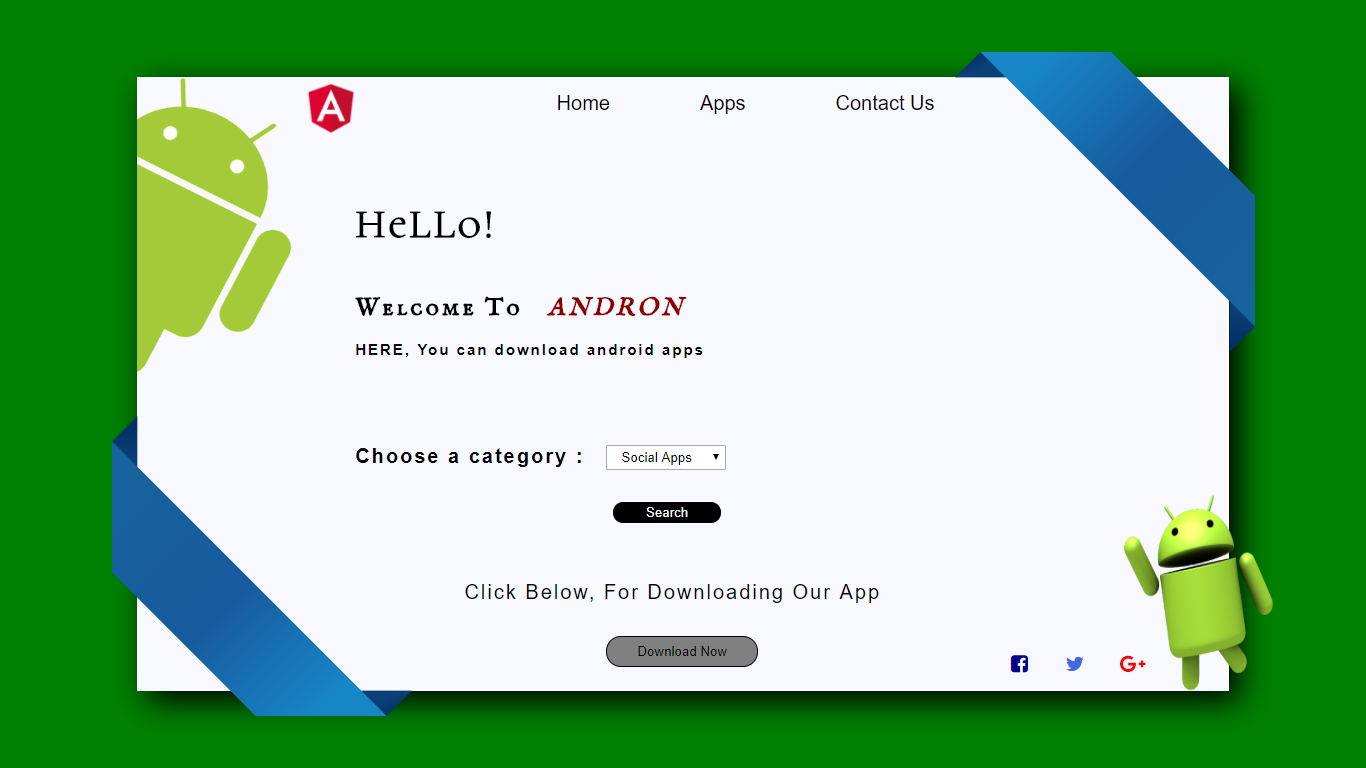 A
Home Apps Contact Us
HeLLo!
Welcome To ANDRON
HERE, You can download android apps
Choose a category : Social Apps
Search
Click Below, For Downloading Our App
Download Now
G+